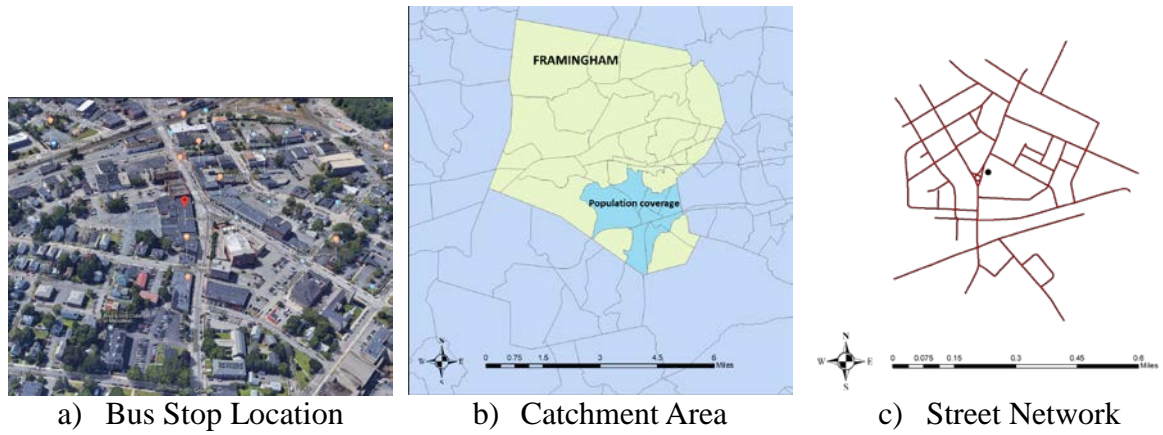 FRAMINGHAM
Population coverage
N
W E
S
0 0.75 1.5 3 4.5 6
Miles
N
W E
S
0 0.075 0.15 0.3 0.45 0.6
Miles
a) Bus Stop Location
b) Catchment Area
c) Street Network